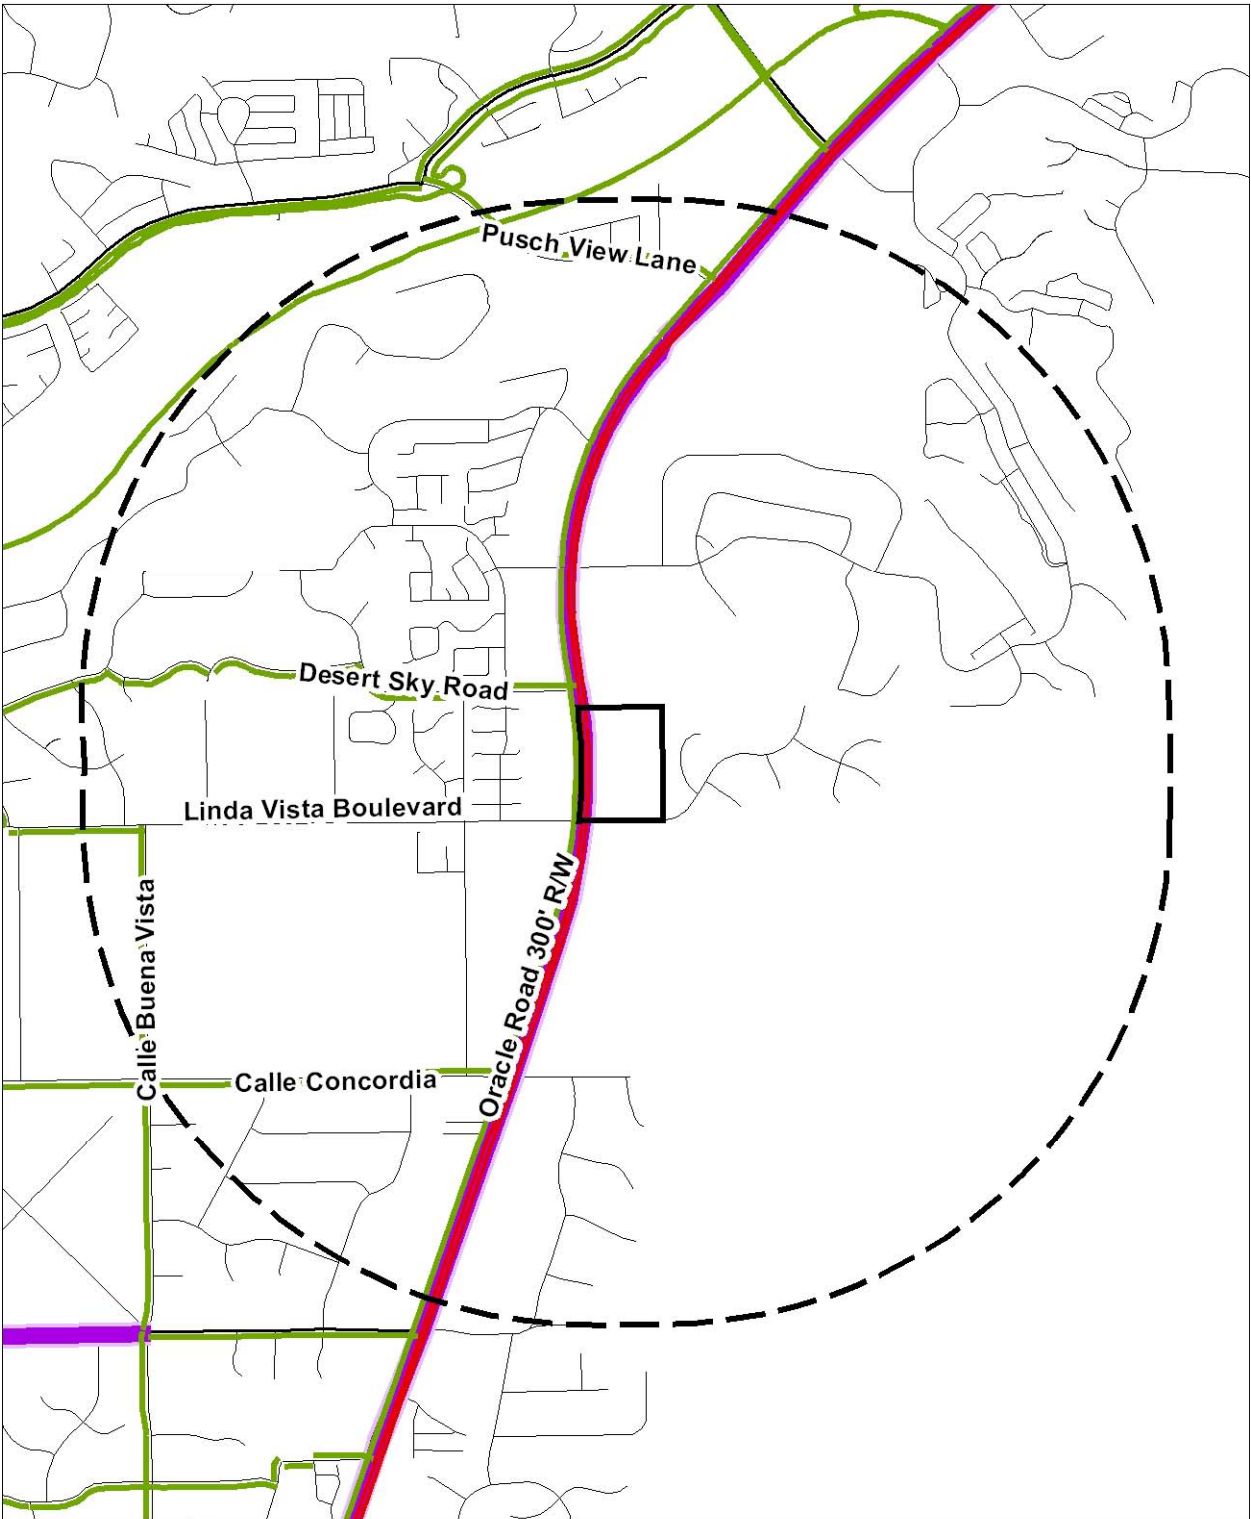 Pusch View Lane
Desert Sky Road
Linda Vista Boulevard
Oracle Road 300' R/W
Calle Buena Vista
Calle Concordia